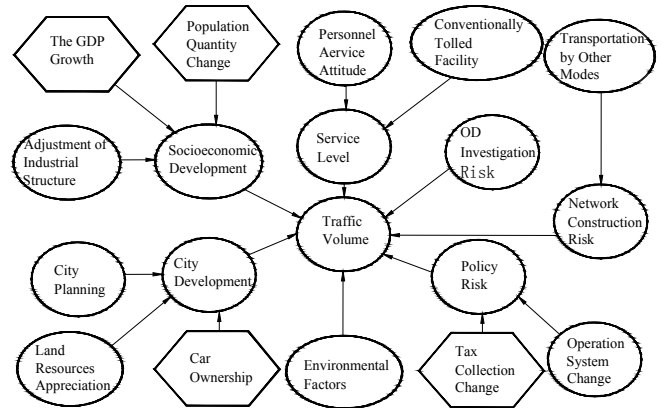 The GDP
Growth
Population
Quantity
Change
Personnel
Aervice
Attitude
Conventionally
Tolled
Facility
Transportation
by Other
Modes
Adjustment of
Industrial
Structure
Socioeconomic
Development
Service
Level
OD
Investigation
Risk
Traffic
Volume
Network
Construction
Risk
City
Planning
City
Development
Policy
Risk
Land
Resources
Appreciation
Car
Ownership
Environmental
Factors
Tax
Collection
Change
Operation
System
Change